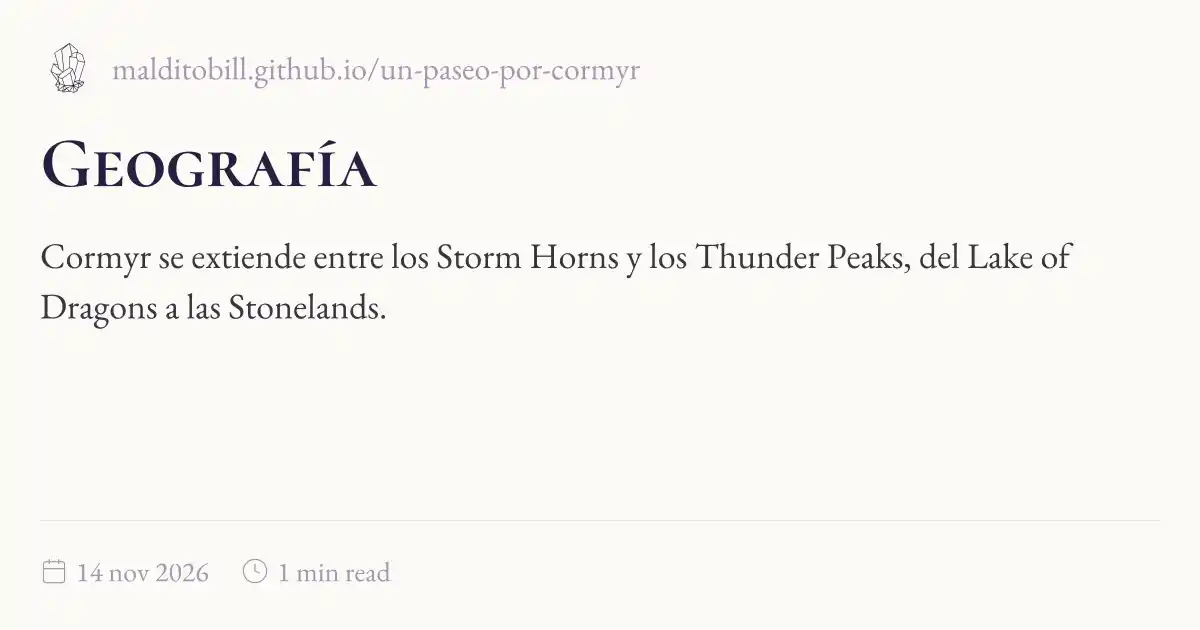 malditobill.github.io/un-paseo-por-cormyr
Geografía
Cormyr se extiende entre los Storm Horns y los Thunder Peaks, del Lake of
Dragons a las Stonelands.
14 nov 2026
1 min read